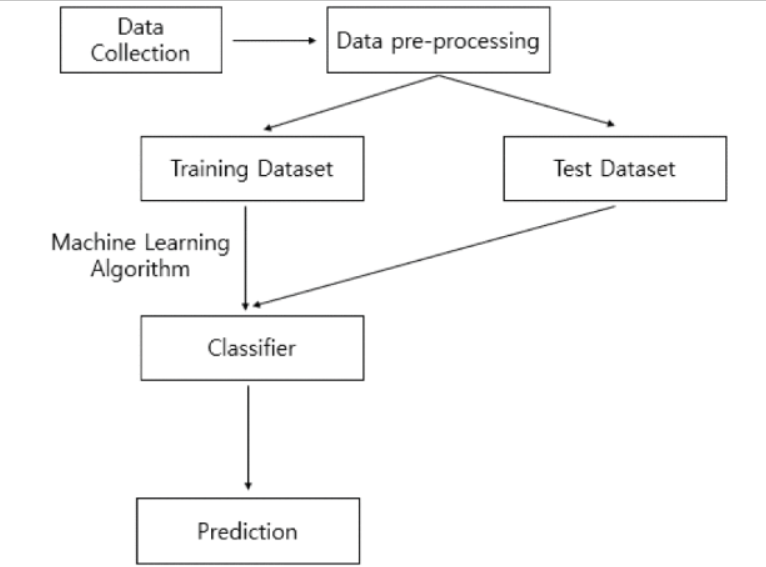 Data
Collection
Data pre-processing
Training Dataset
Test Dataset
Machine Learning
Algorithm
Classifier
Prediction